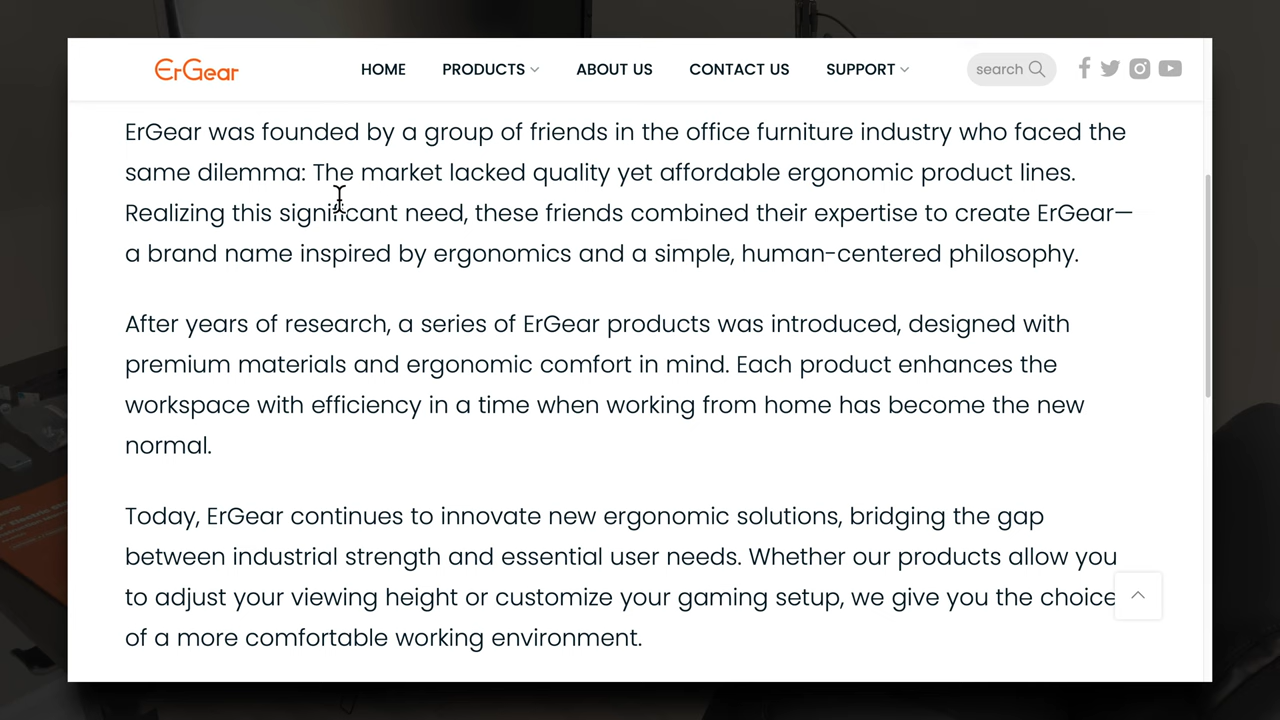 ErGear
HOME PRODUCTS ABOUT US CONTACT US SUPPORT search
ErGear was founded by a group of friends in the office furniture industry who faced the
same dilemma: The market lacked quality yet affordable ergonomic product lines.
Realizing this significant need, these friends combined their expertise to create ErGear—
a brand name inspired by ergonomics and a simple, human-centered philosophy.
After years of research, a series of ErGear products was introduced, designed with
premium materials and ergonomic comfort in mind. Each product enhances the
workspace with efficiency in a time when working from home has become the new
normal.
Today, ErGear continues to innovate new ergonomic solutions, bridging the gap
between industrial strength and essential user needs. Whether our products allow you
to adjust your viewing height or customize your gaming setup, we give you the choice
of a more comfortable working environment.